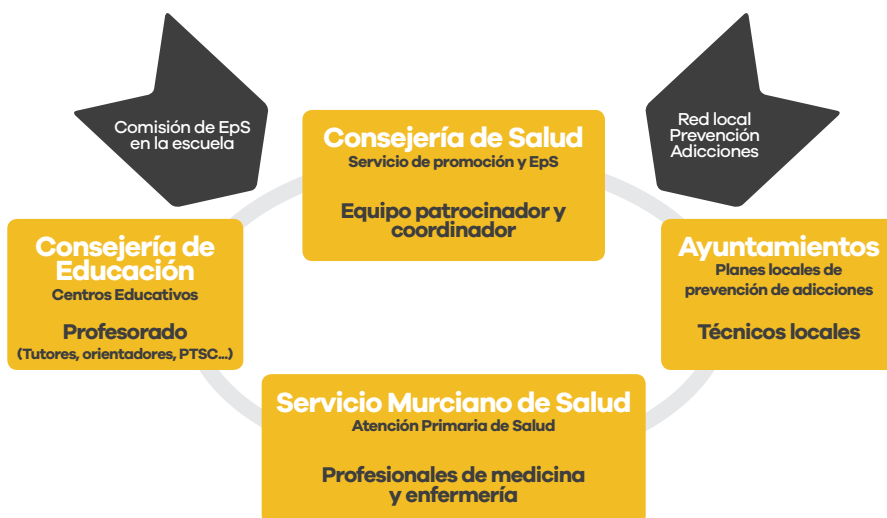 Comisión de EpS
en la escuela
Red local
Prevención
Adicciones
Consejería de Salud
Servicio de promoción y EpS
Equipo patrocinador y
coordinador
Consejería de
Educación
Centros Educativos
Profesorado
(Tutores, orientadores, PTSC...)
Ayuntamientos
Planes locales de
prevención de adicciones
Técnicos locales
Servicio Murciano de Salud
Atención Primaria de Salud
Profesionales de medicina
y enfermería